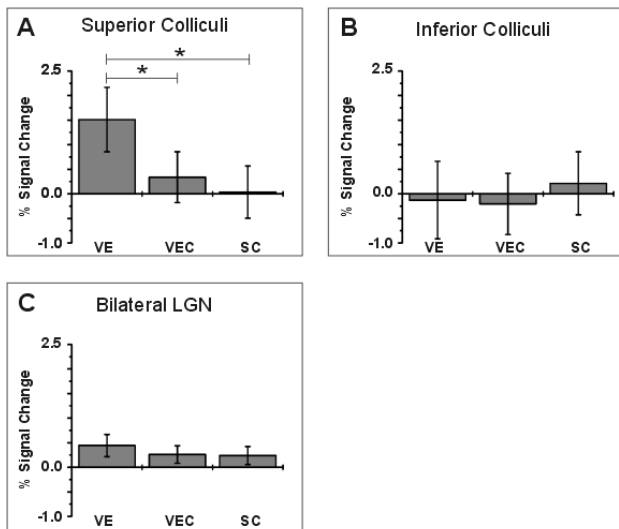 A Superior Colliculi
*
*
2.5
% Signal Change
0.0
-1.0
VE VEC SC
B Inferior Colliculi
2.5
% Signal Change
0.0
-1.0
VE VEC SC
C Bilateral LGN
2.5
% Signal Change
0.0
-1.0
VE VEC SC